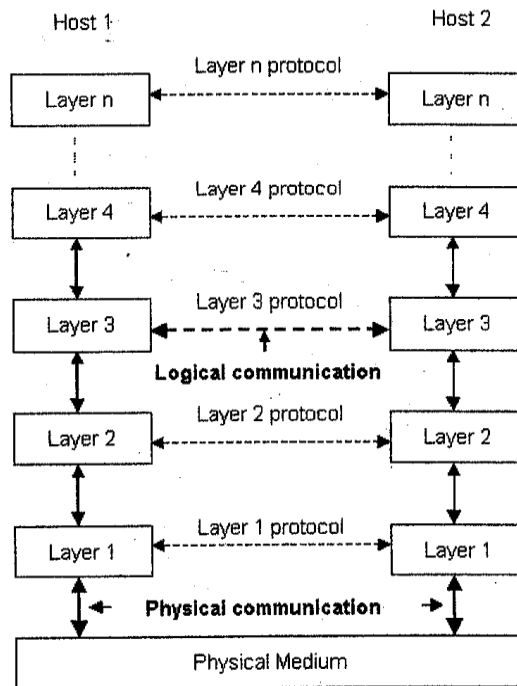 Host 1 Host 2
Layer n protocol
Layer n Layer n
Layer 4 protocol
Layer 4 Layer 4
Layer 3 protocol
Layer 3 Layer 3
Logical communication
Layer 2 protocol
Layer 2 Layer 2
Layer 1 protocol
Layer 1 Layer 1
Physical communication
Physical Medium